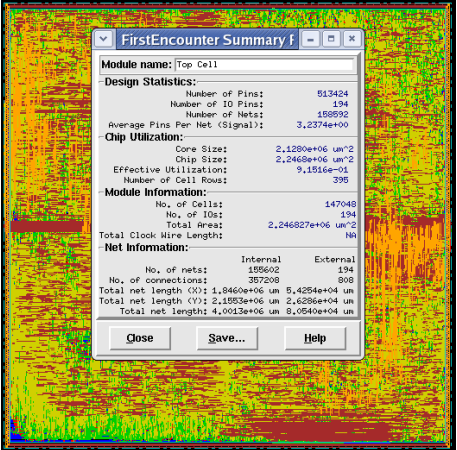 FirstEncounter Summary F
Module name: Top Cell
Design Statistics:
Number of Pins: 513424
Number of IO Pins: 194
Number of Nets: 158592
Average Pins Per Net (Signal): 3.2374e+00
Chip Utilization:
Core Size: 2.1280e+06 um^2
Chip Size: 2.2468e+06 um^2
Effective Utilization: 9.1516e-01
Number of Cell Rows: 395
Module Information:
No. of Cells: 147048
No. of IOs: 194
Total Area: 2.246827e+06 um^2
Total Clock Wire Length: NA
Net Information:
Internal External
No. of nets: 155602 194
No. of connections: 357208 808
Total net length (X): 1.8460e+06 um 5.4254e+04 um
Total net length (Y): 2.1553e+06 um 2.6286e+04 um
Total net length: 4.0013e+06 um 8.0540e+04 um
Close Save... Help